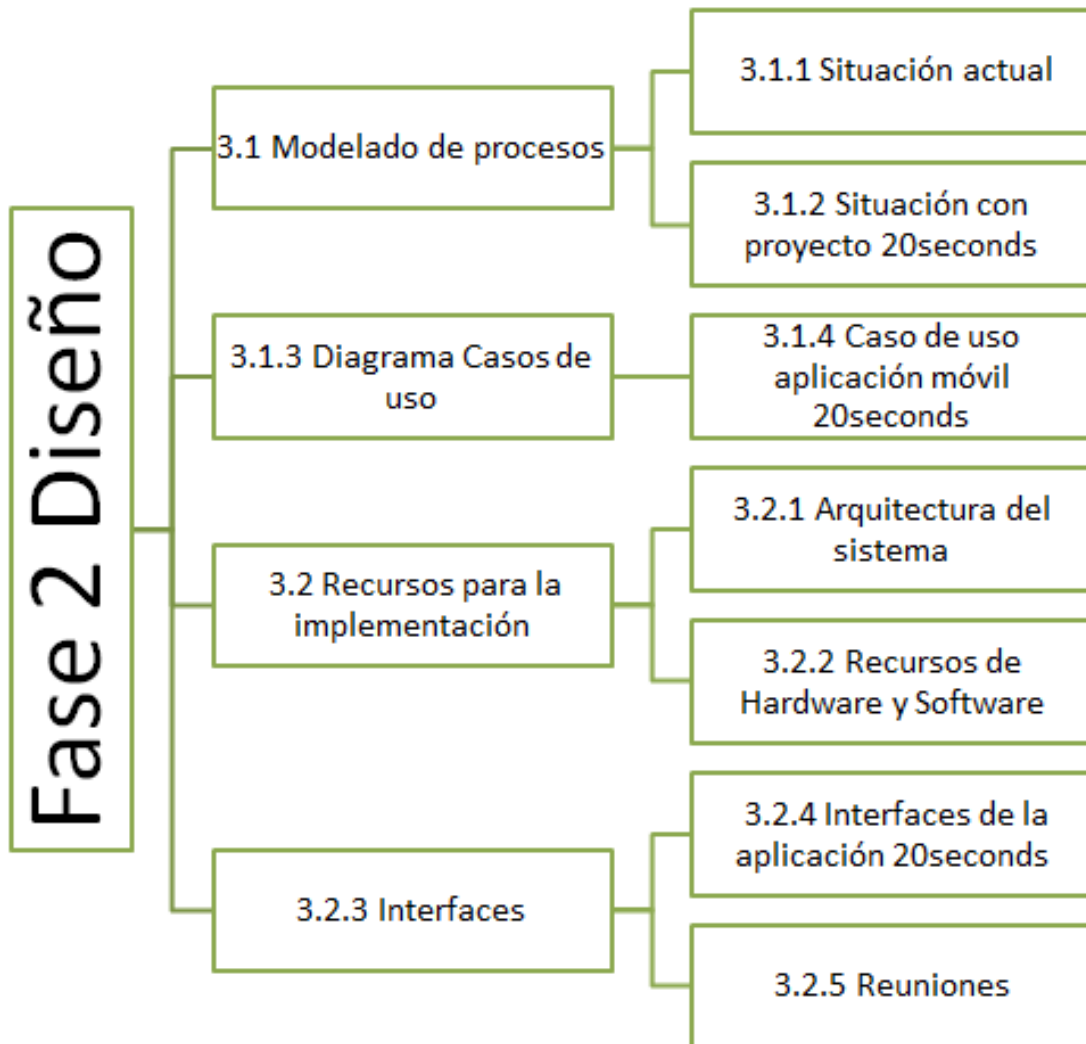 Fase 2 Diseño
3.1 Modelado de procesos
3.1.1 Situación actual
3.1.2 Situación con
proyecto 20seconds
3.1.3 Diagrama Casos de
uso
3.1.4 Caso de uso
aplicación móvil
20seconds
3.2 Recursos para la
implementación
3.2.1 Arquitectura del
sistema
3.2.2 Recursos de
Hardware y Software
3.2.3 Interfaces
3.2.4 Interfaces de la
aplicación 20seconds
3.2.5 Reuniones